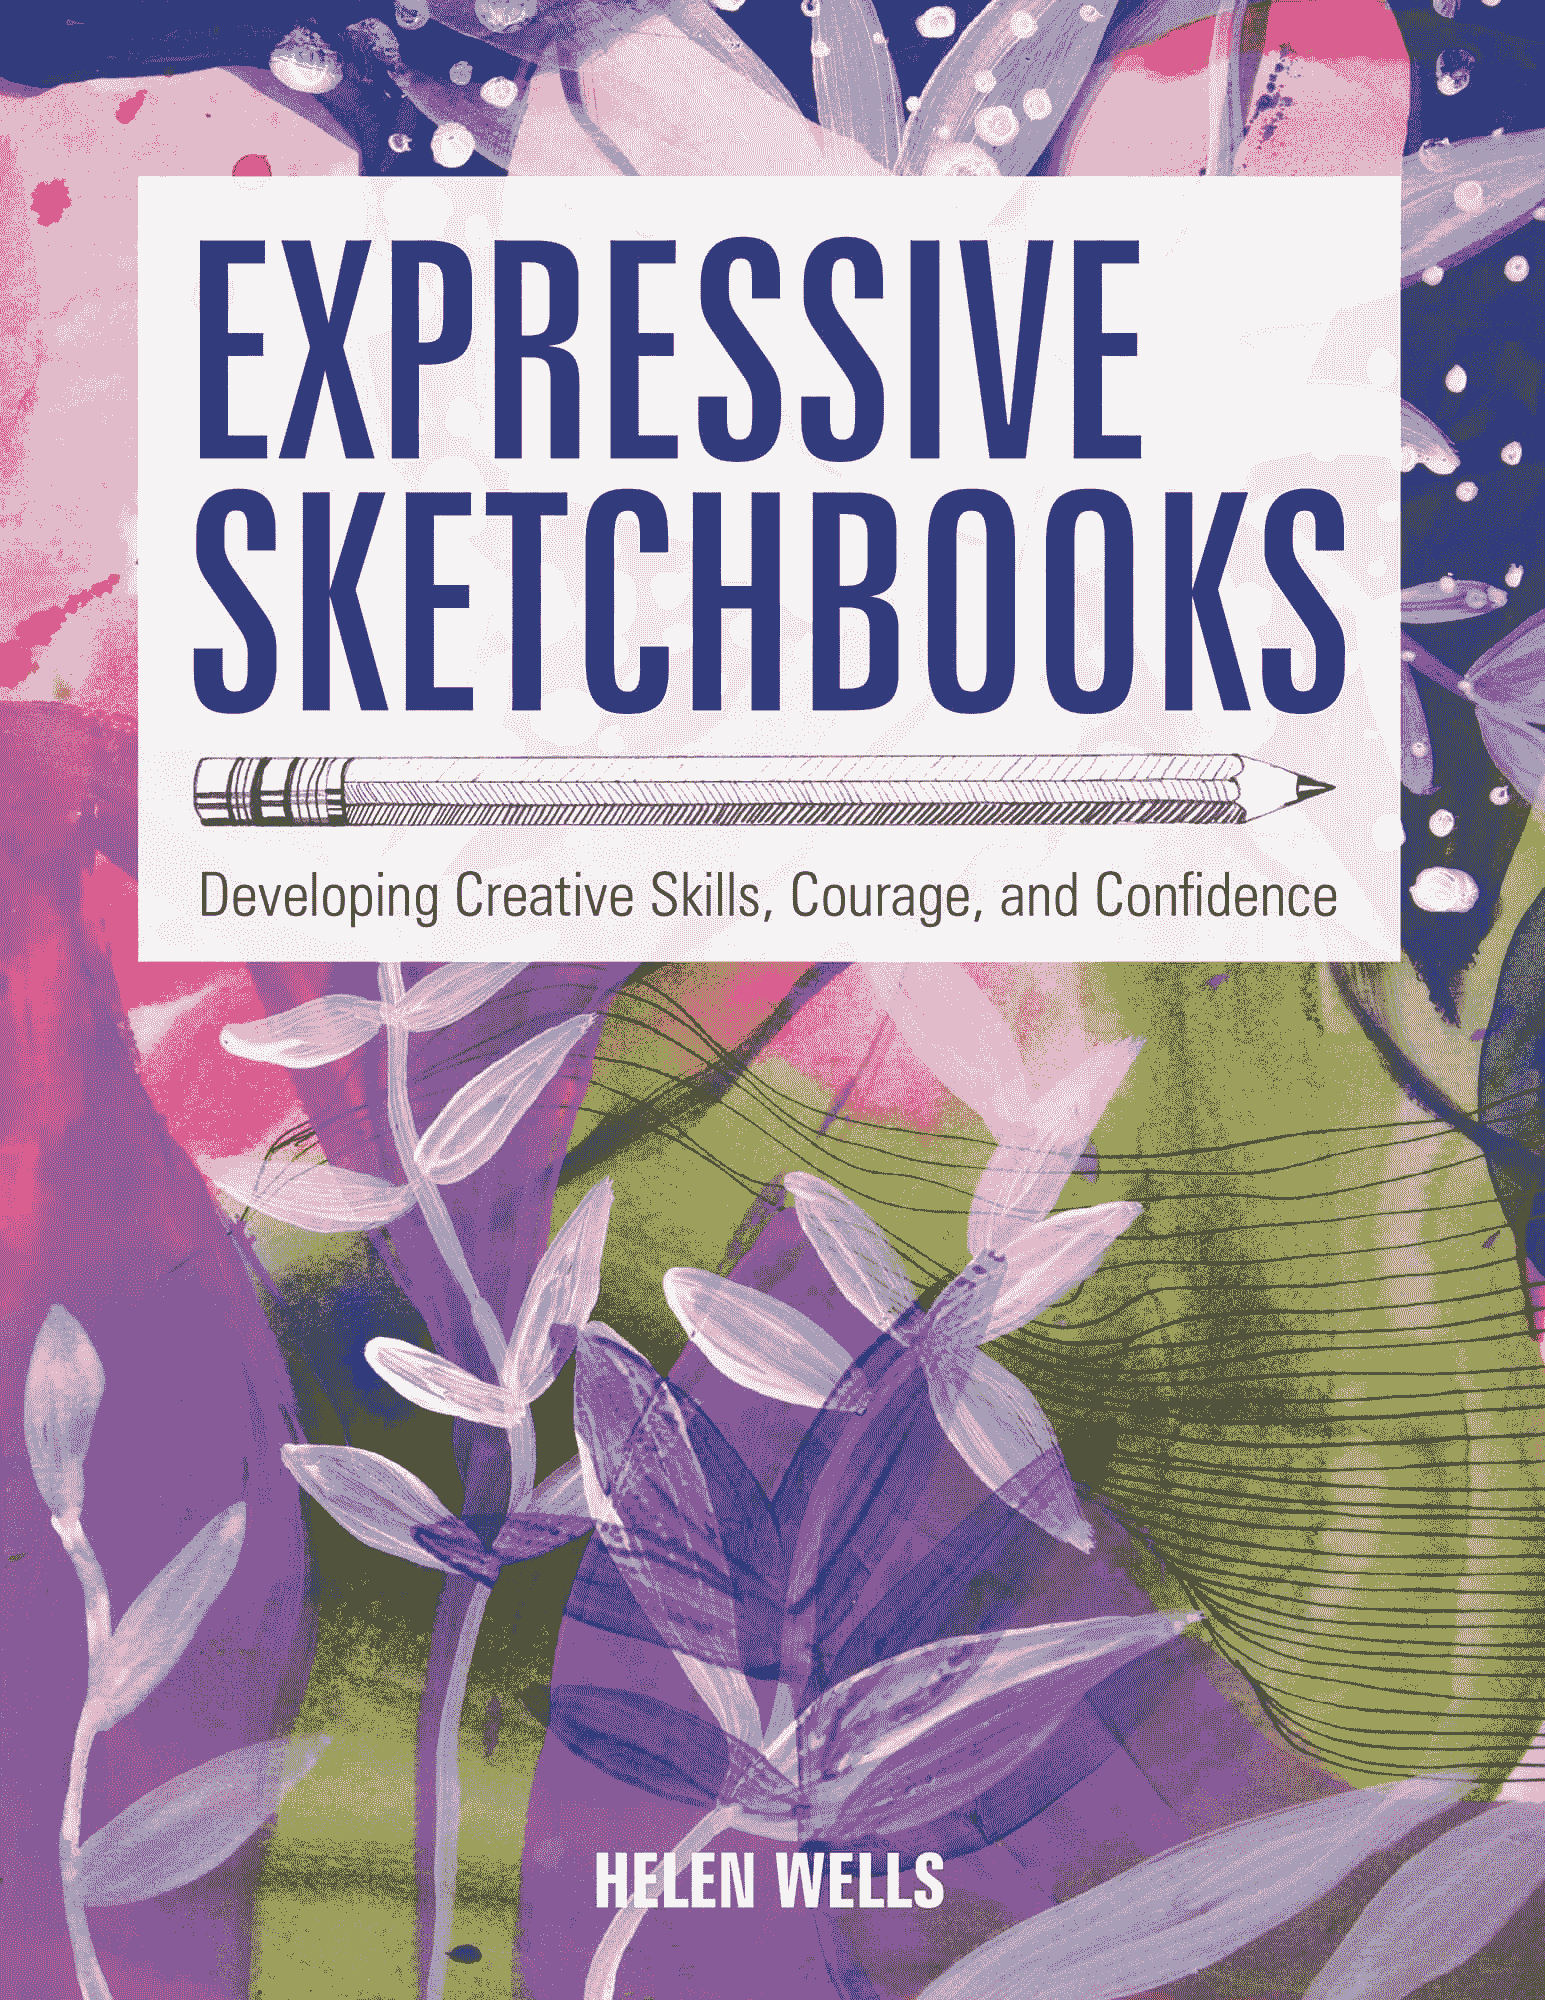 EXPRESSIVE
SKETCHBOOKS
Developing Creative Skills, Courage, and Confidence
HELEN WELLS